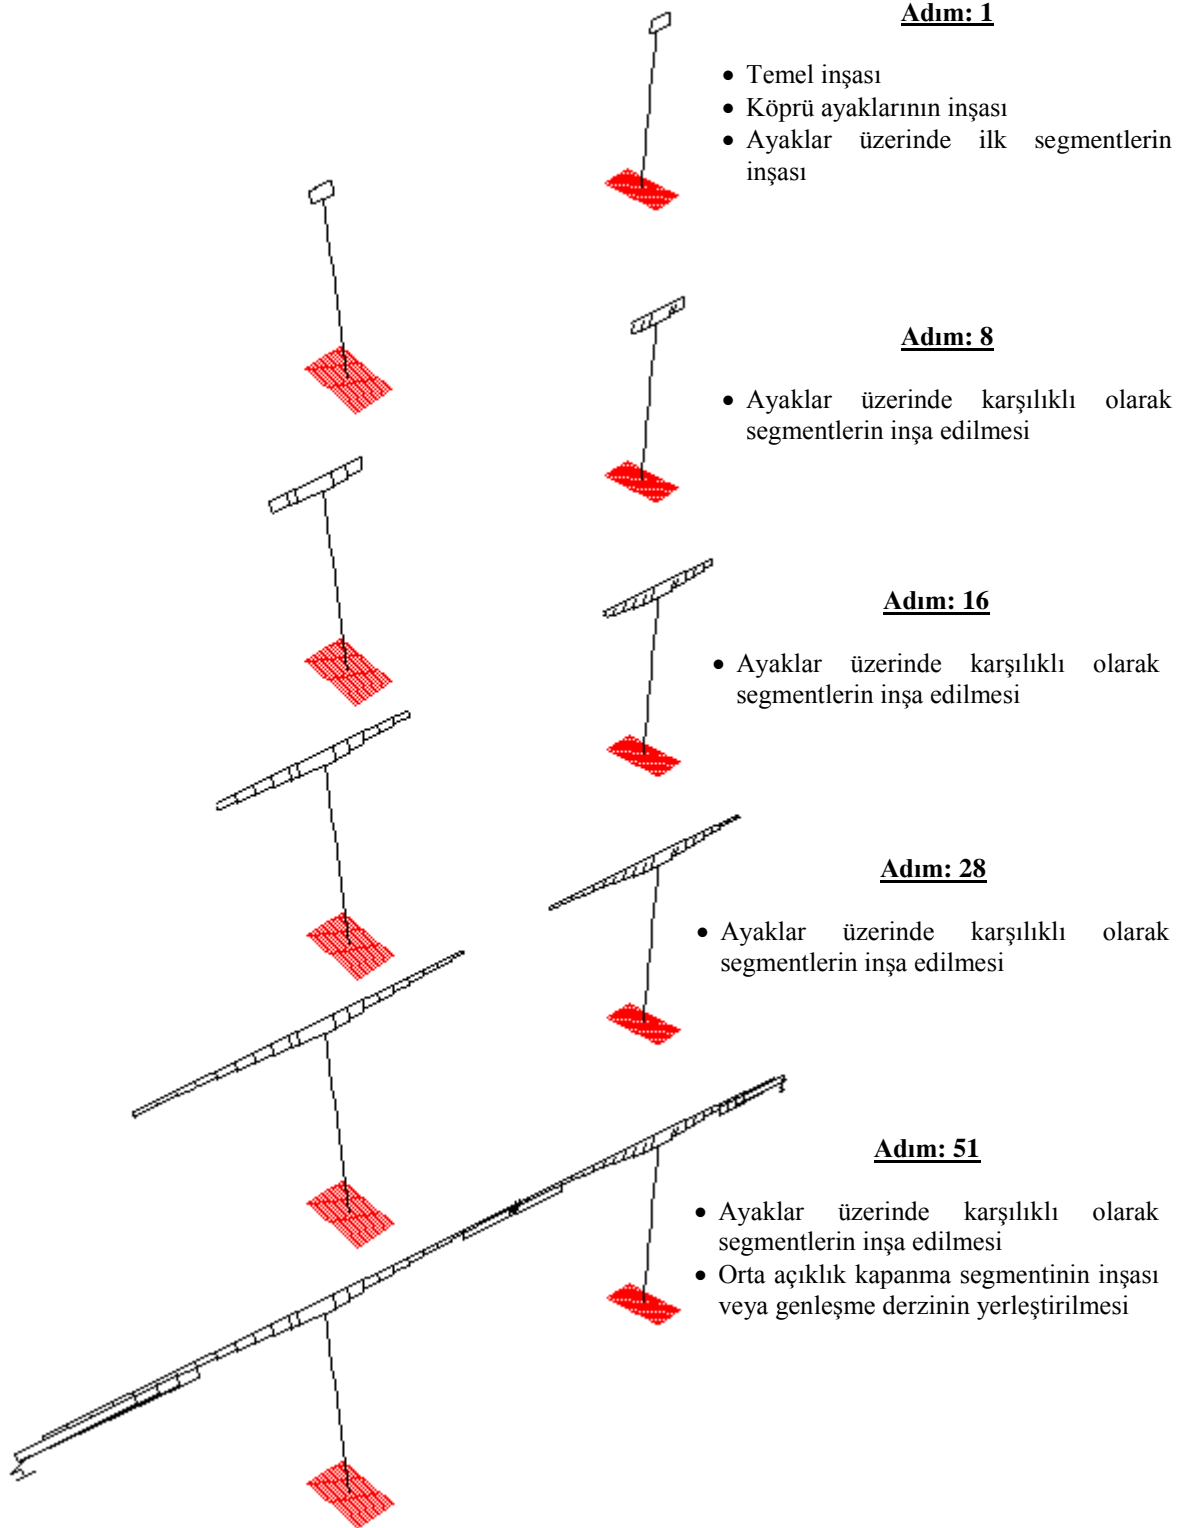 Adım: 1
• Temel inşası
• Köprü ayaklarının inşası
• Ayaklar üzerinde ilk segmentlerin
inşası
Adım: 8
• Ayaklar üzerinde karşılıklı olarak
segmentlerin inşa edilmesi
Adım: 16
• Ayaklar üzerinde karşılıklı olarak
segmentlerin inşa edilmesi
Adım: 28
• Ayaklar üzerinde karşılıklı olarak
segmentlerin inşa edilmesi
Adım: 51
• Ayaklar üzerinde karşılıklı olarak
segmentlerin inşa edilmesi
• Orta açıklık kapanma segmentinin inşası
veya genleşme derzinin yerleştirilmesi